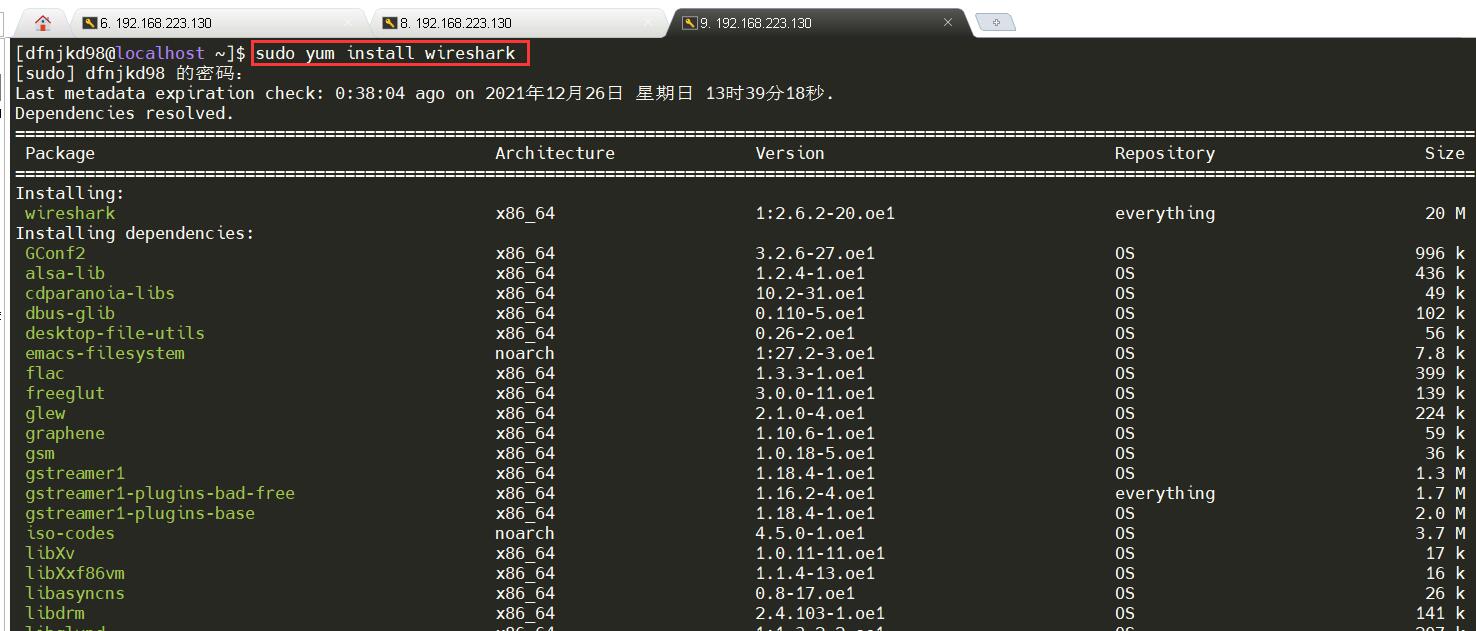 6. 192.168.223.130
8. 192.168.223.130
9. 192.168.223.130
[dfnjkd98@localhost ~]$ sudo yum install wireshark
[sudo] dfnjkd98 的密码：
Last metadata expiration check: 0:38:04 ago on 2021年12月26日 星期日 13时39分18秒.
Dependencies resolved.
Package Architecture Version Repository Size
Installing:
wireshark x86_64 1:2.6.2-20.oe1 everything 20 M
Installing dependencies:
GConf2 x86_64 3.2.6-27.oe1 OS 996 k
alsa-lib x86_64 1.2.4-1.oe1 OS 436 k
cdparanoia-libs x86_64 10.2-31.oe1 OS 49 k
dbus-glib x86_64 0.110-5.oe1 OS 102 k
desktop-file-utils x86_64 0.26-2.oe1 OS 56 k
emacs-filesystem noarch 1:27.2-3.oe1 OS 7.8 k
flac x86_64 1.3.3-1.oe1 OS 399 k
freeglut x86_64 3.0.0-11.oe1 OS 139 k
glew x86_64 2.1.0-4.oe1 OS 224 k
graphene x86_64 1.10.6-1.oe1 OS 59 k
gsm x86_64 1.0.18-5.oe1 OS 36 k
gstreamer1 x86_64 1.18.4-1.oe1 OS 1.3 M
gstreamer1-plugins-bad-free x86_64 1.16.2-4.oe1 everything 1.7 M
gstreamer1-plugins-base x86_64 1.18.4-1.oe1 OS 2.0 M
iso-codes noarch 4.5.0-1.oe1 OS 3.7 M
libXv x86_64 1.0.11-11.oe1 OS 17 k
libXxf86vm x86_64 1.1.4-13.oe1 OS 16 k
libasyncns x86_64 0.8-17.oe1 OS 26 k
libdrm x86_64 2.4.103-1.oe1 OS 141 k